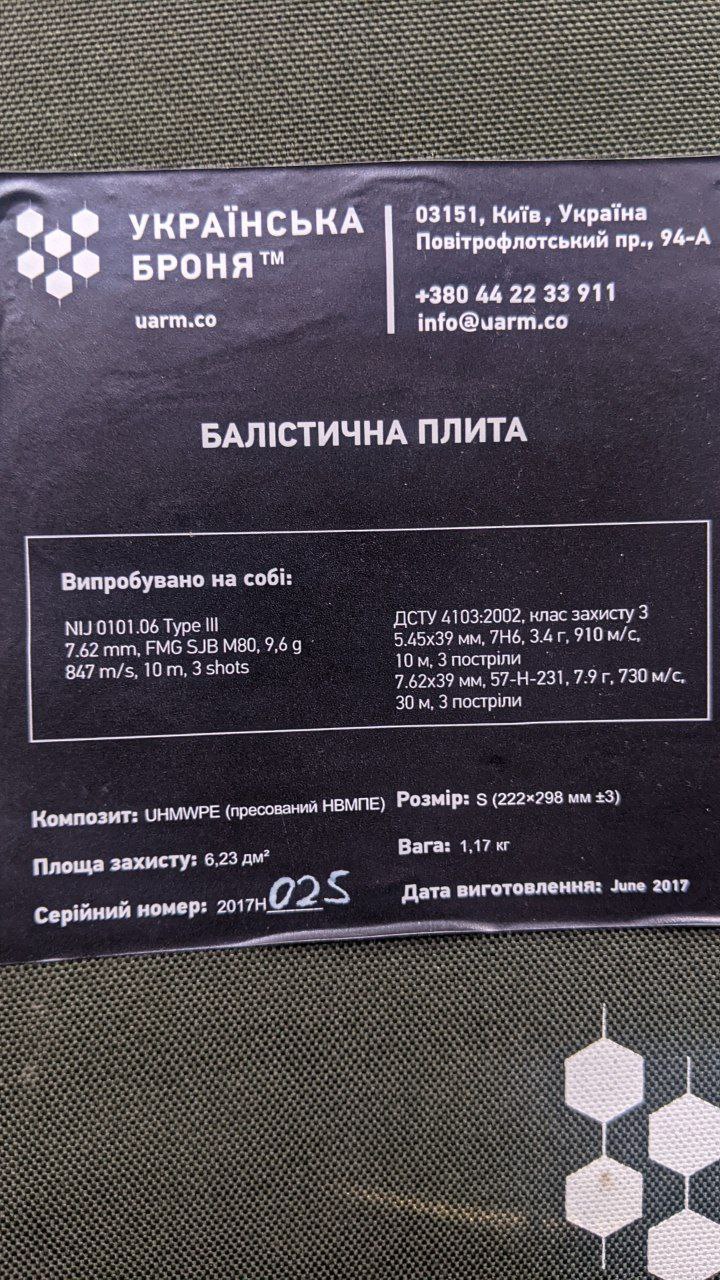 УКРАЇНСЬКА
БРОНЯ™
uarm.co
03151, Київ, Україна
Повітрофлотський пр., 94-А
+380 44 22 33 911
info@uarm.co
БАЛІСТИЧНА ПЛИТА
Випробувано на собі:
NIJ 0101.06 Type III
7.62 mm, FMG SJB M80, 9,6 g
847 m/s, 10 m, 3 shots
ДСТУ 4103:2002, клас захисту 3
5.45х39 мм, 7Н6, 3.4 г, 910 м/с,
10 м, 3 постріли
7.62х39 мм, 57-Н-231, 7.9 г, 730 м/с,
30 м, 3 постріли
Композит: UHMWPE (пресований НВМПЕ)
Площа захисту: 6,23 дм²
Серійний номер: 2017Н025
Розмір: S (222×298 мм ±3)
Вага: 1,17 кг
Дата виготовлення: June 2017